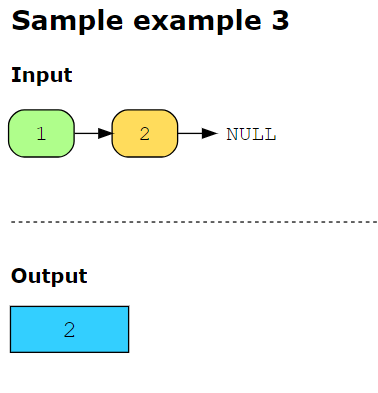 Sample example 3
Input
1 2 NULL
Output
2